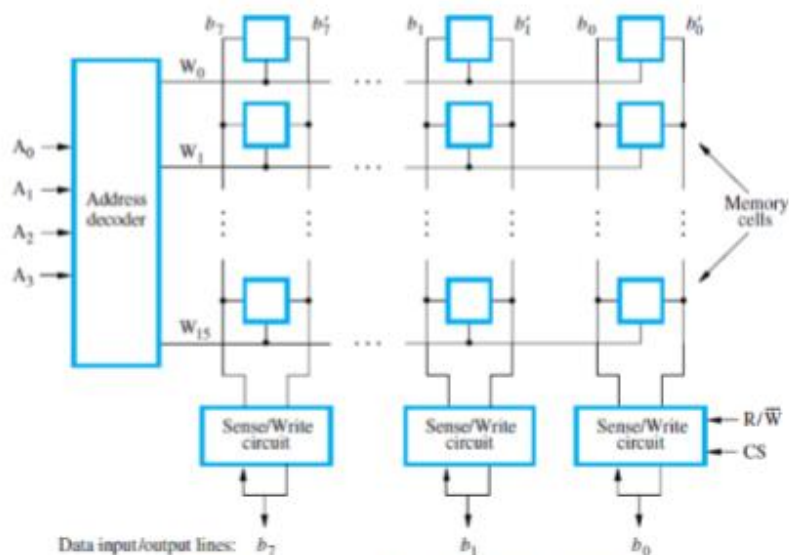 b7 b′7 b1 b′1 b0 b′0
W0
• • •
W1
• • •
A0
A1
A2
A3
Address
decoder
Memory
cells
W15
• • •
Sense/Write
circuit
Sense/Write
circuit
Sense/Write
circuit
R/W̅
CS
Data input/output lines: b7 b1 b0